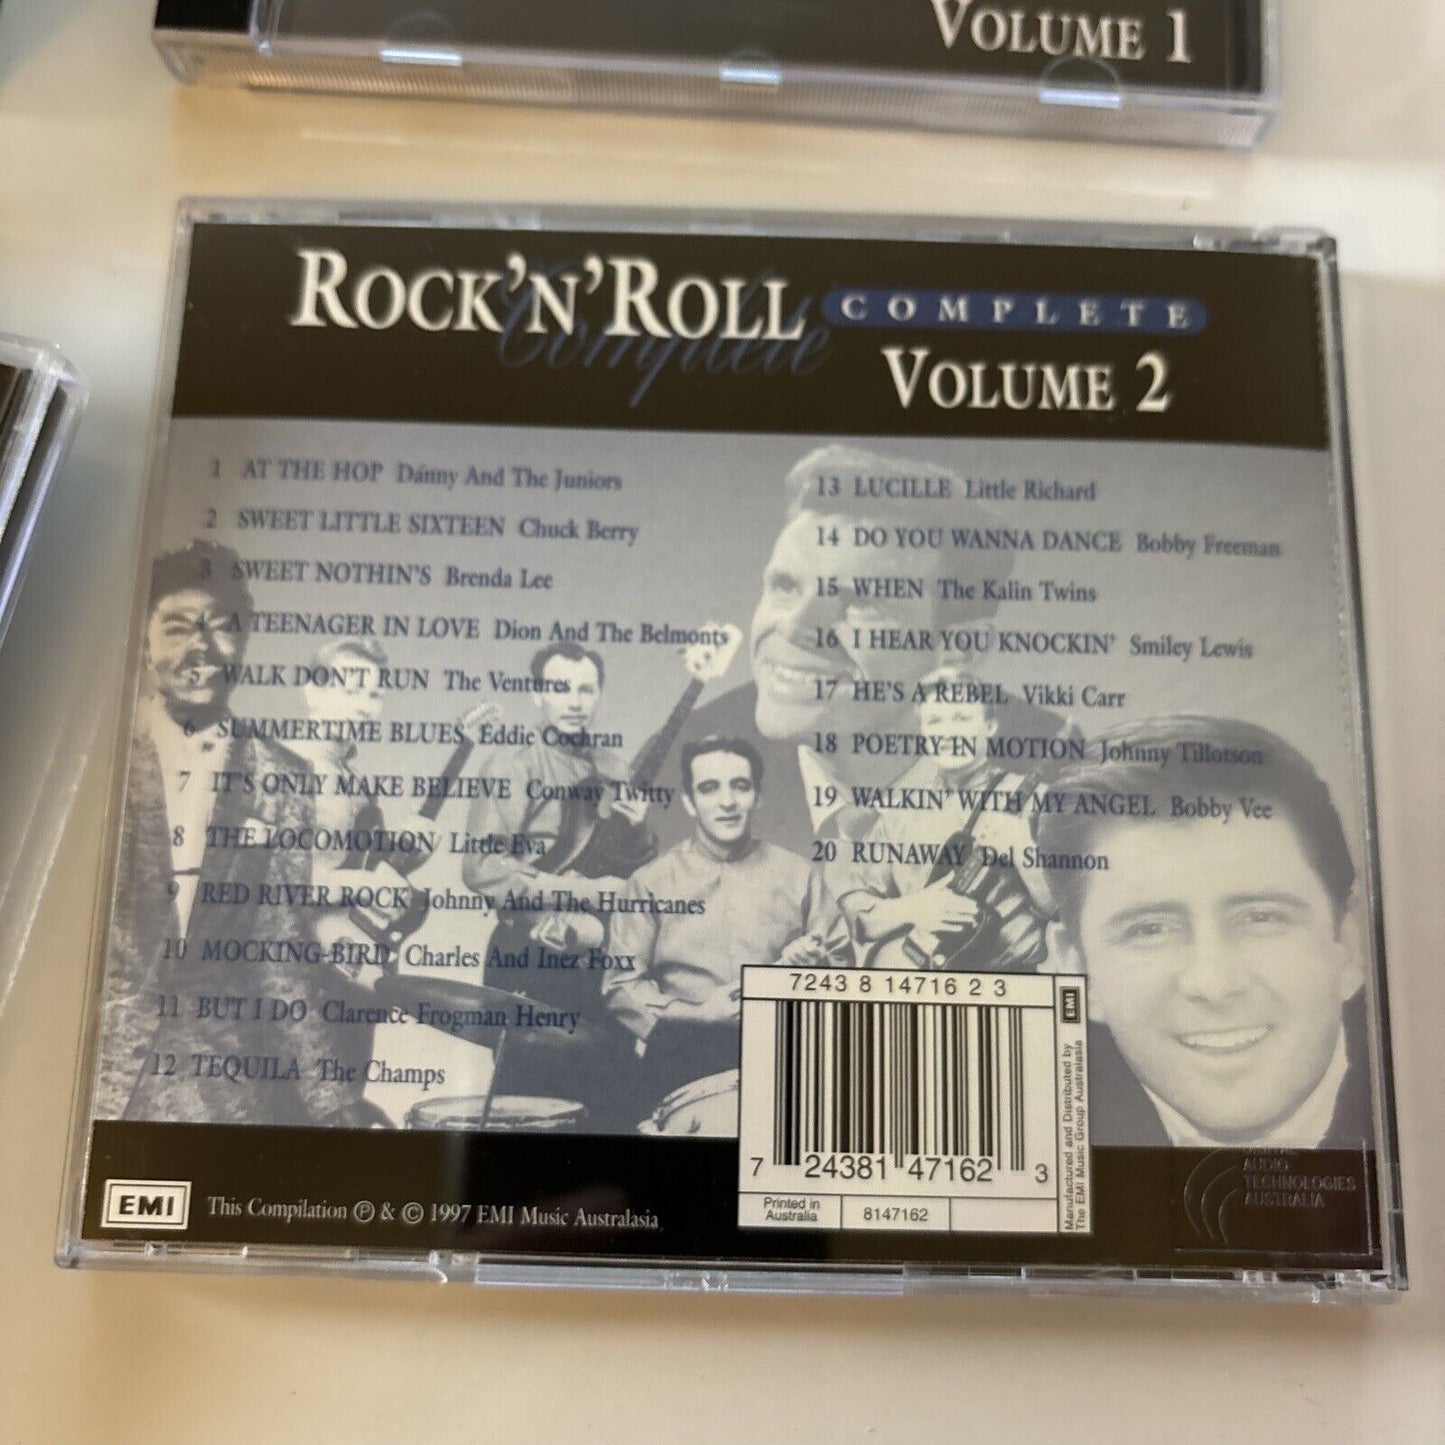 VOLUME 1
ROCK'N'ROLL COMPLETE
Complete
VOLUME 2
1 AT THE HOP Danny And The Juniors
2 SWEET LITTLE SIXTEEN Chuck Berry
3 SWEET NOTHIN'S Brenda Lee
4 A TEENAGER IN LOVE Dion And The Belmonts
5 WALK DON'T RUN The Ventures
6 SUMMERTIME BLUES Eddie Cochran
7 IT'S ONLY MAKE BELIEVE Conway Twitty
8 THE LOCOMOTION Little Eva
9 RED RIVER ROCK Johnny And The Hurricanes
10 MOCKING-BIRD Charles And Inez Foxx
11 BUT I DO Clarence Frogman Henry
12 TEQUILA The Champs
13 LUCILLE Little Richard
14 DO YOU WANNA DANCE Bobby Freeman
15 WHEN The Kalin Twins
16 I HEAR YOU KNOCKIN' Smiley Lewis
17 HE'S A REBEL Vikki Carr
18 POETRY IN MOTION Johnny Tillotson
19 WALKIN' WITH MY ANGEL Bobby Vee
20 RUNAWAY Del Shannon
7243 8 14716 2 3
EMI
Manufactured and Distributed by
The EMI Music Group Australasia
7 24381 47162 3
Printed in
Australia
8147162
EMI
This Compilation ℗ & © 1997 EMI Music Australasia
DIGITAL
AUDIO
TECHNOLOGIES
AUSTRALIA